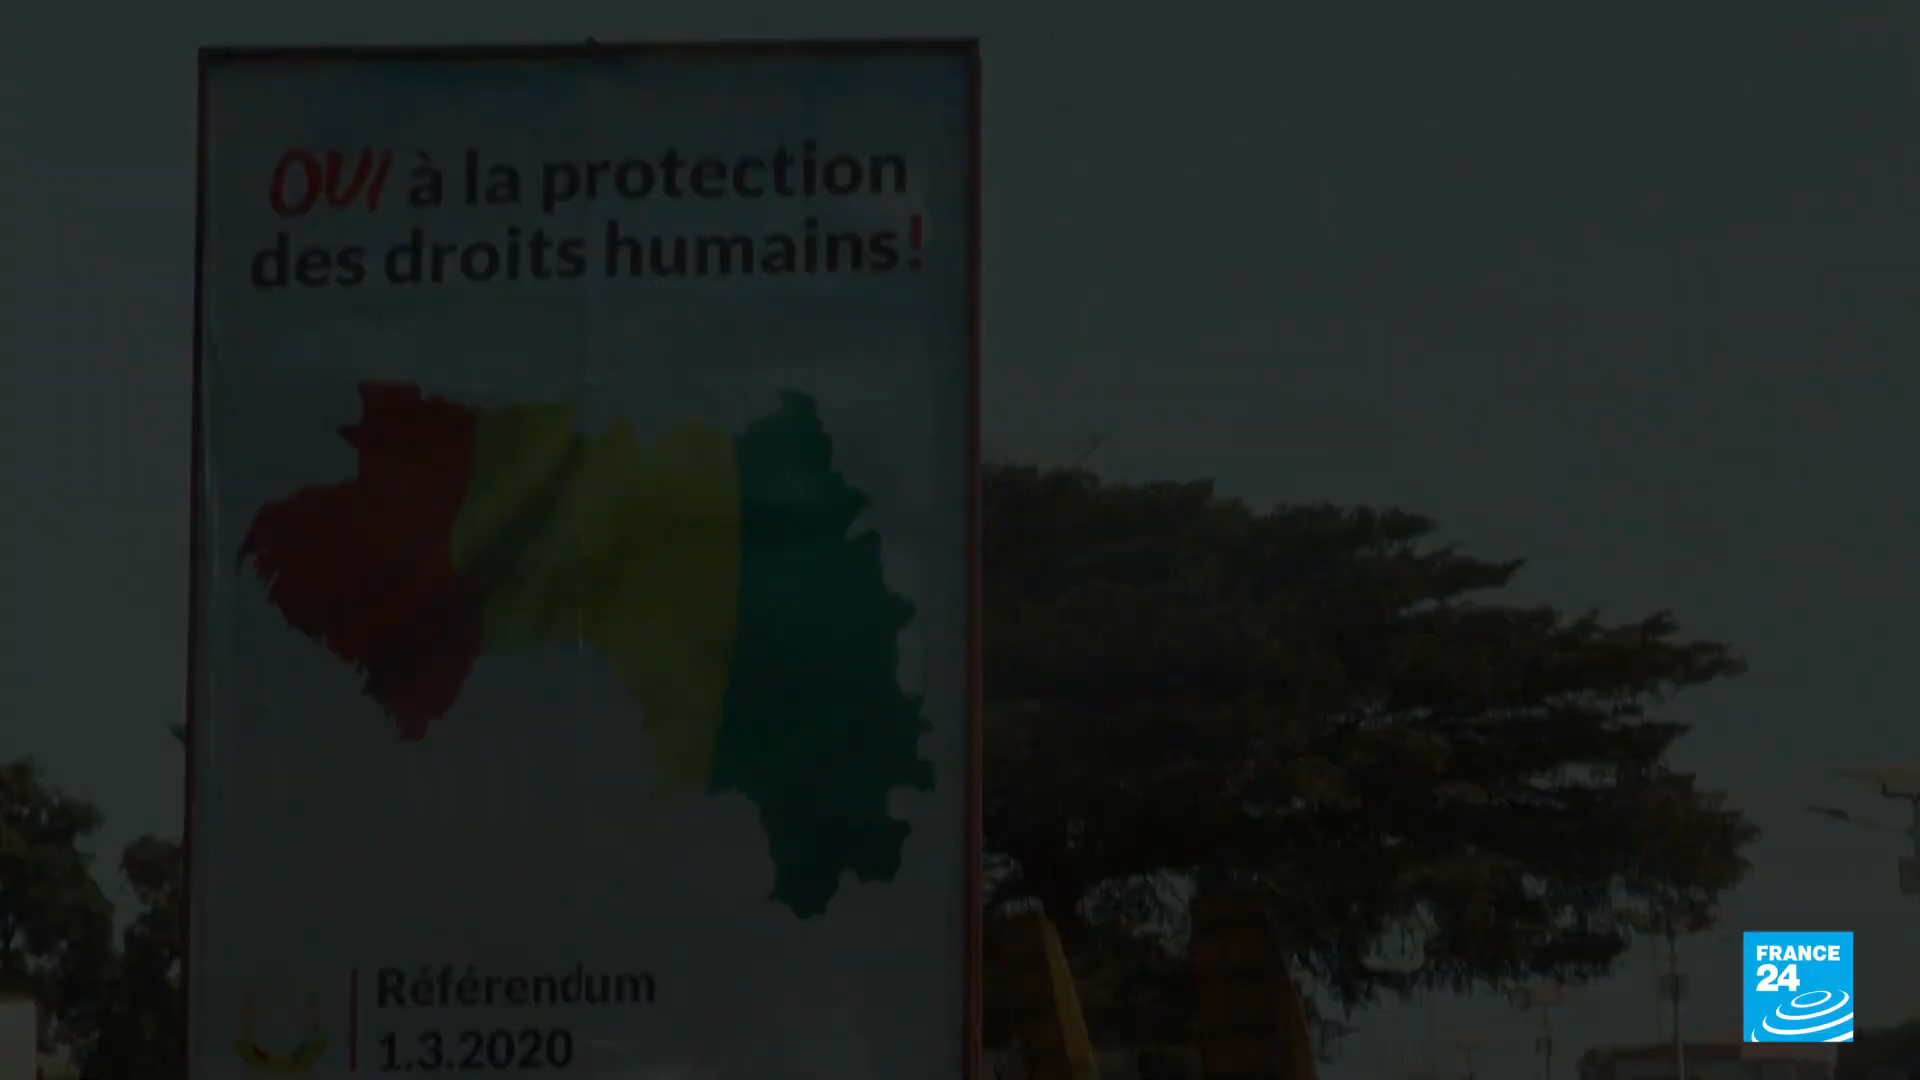 OUI à la protection
des droits humains!
Référendum
1.3.2020
FRANCE
24